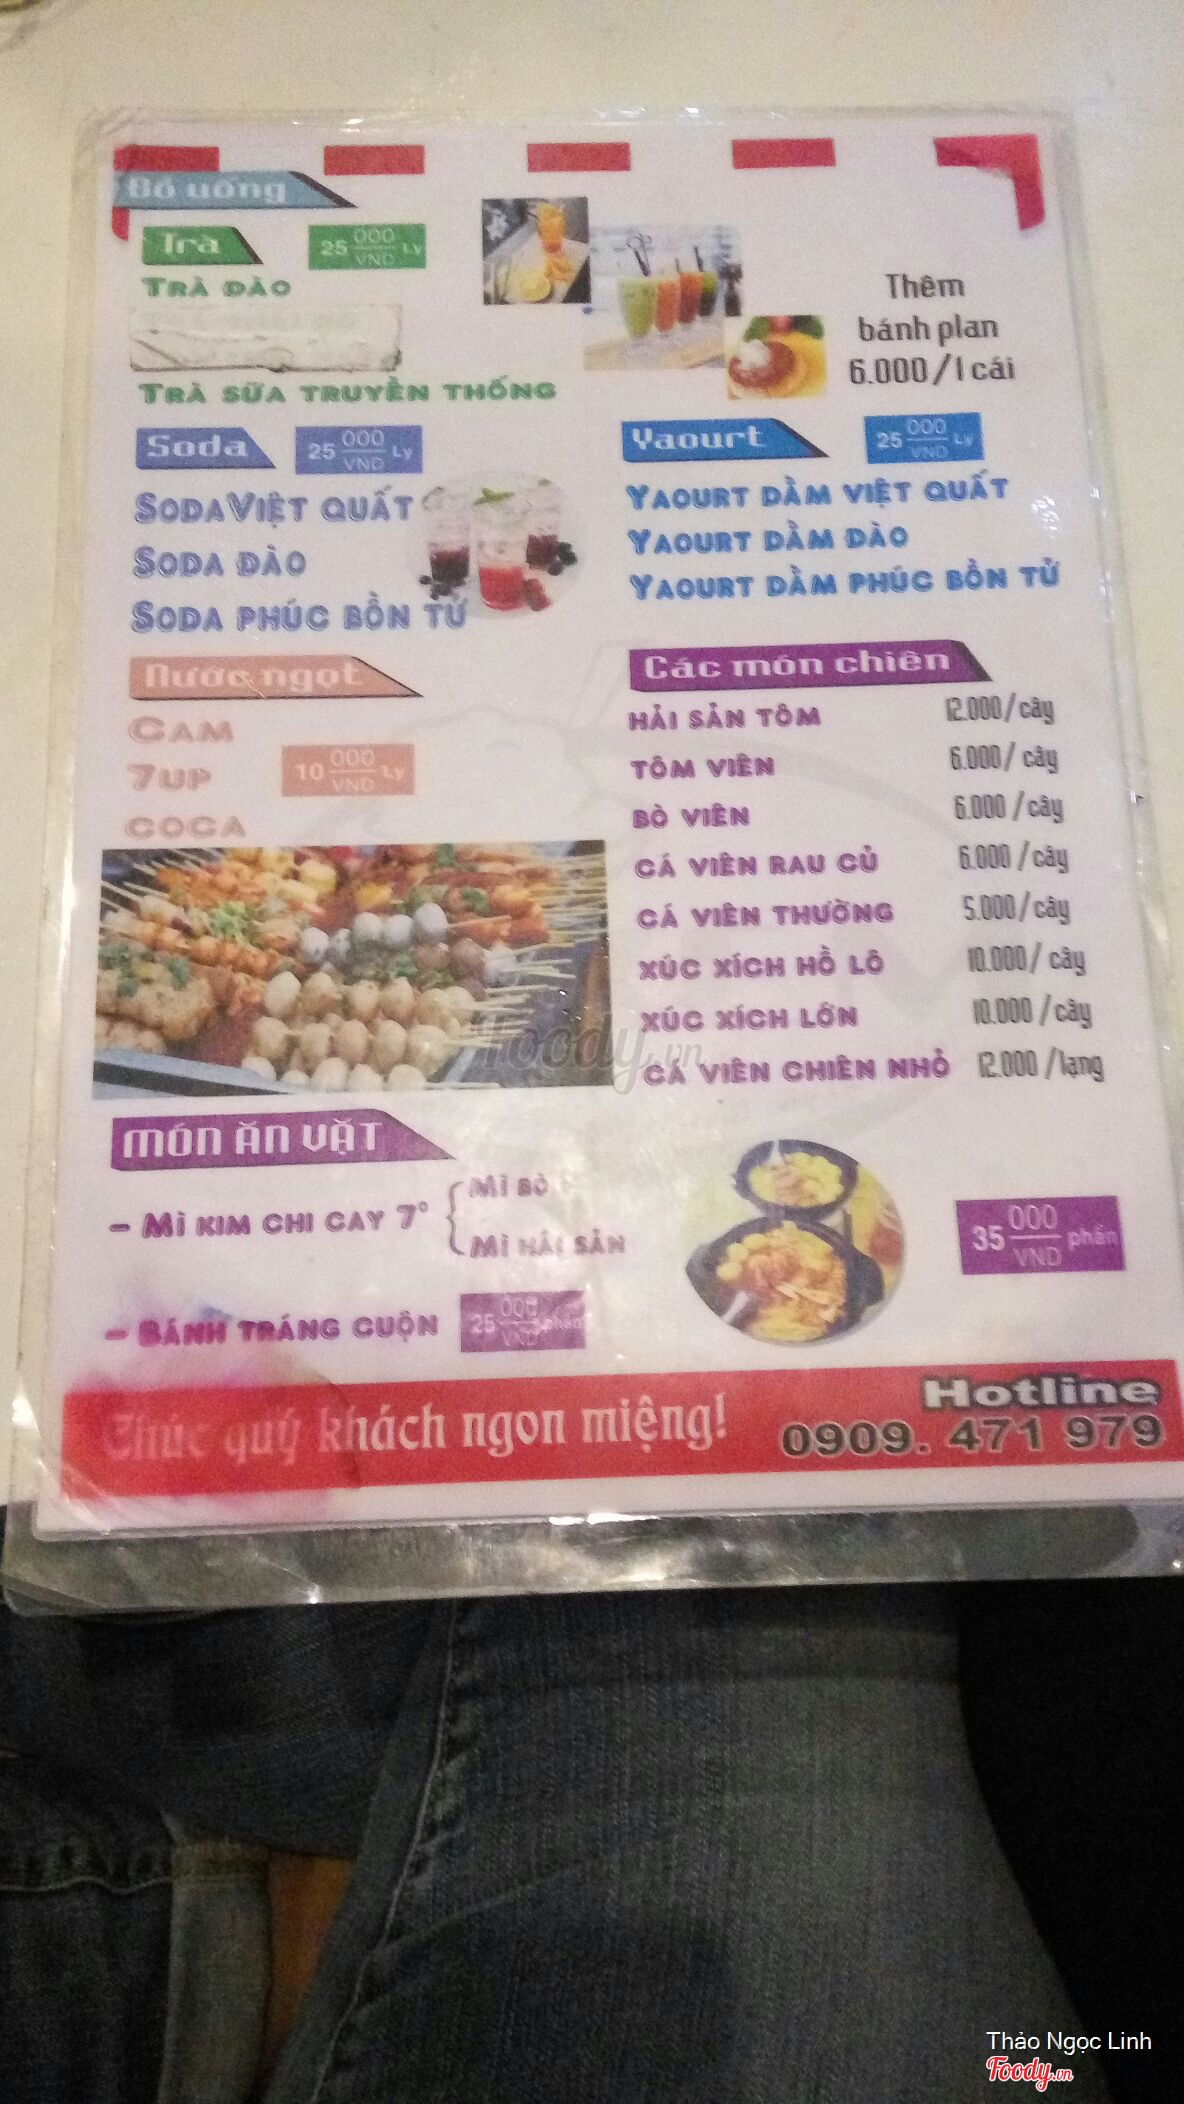 Đồ uống
Trà
25 000 VND Ly
TRÀ ĐÀO
TRÀ SỮA TRUYỀN THỐNG
Thêm
bánh plan
6.000/1 cái
Soda
25 000 VND Ly
SODA VIỆT QUẤT
SODA ĐÀO
SODA PHÚC BỒN TỬ
Yaourt
25 000 VND Ly
YAOURT DẦM VIỆT QUẤT
YAOURT DẦM ĐÀO
YAOURT DẦM PHÚC BỒN TỬ
Nước ngọt
CAM
7UP
COCA
10 000 VND Ly
Các món chiên
HẢI SẢN TÔM 12.000/cây
TÔM VIÊN 6.000/cây
BÒ VIÊN 6.000/cây
CÁ VIÊN RAU CỦ 6.000/cây
CÁ VIÊN THƯỜNG 5.000/cây
XÚC XÍCH HỒ LÔ 10.000/cây
XÚC XÍCH LỚN 10.000/cây
CÁ VIÊN CHIÊN NHỎ 12.000/lạng
Foody.vn
MÓN ĂN VẶT
- MÌ KIM CHI CAY 7°
MÌ BÒ
MÌ HẢI SẢN
35 000 VND phần
- BÁNH TRÁNG CUỘN 25 000 VND phần
Chúc quý khách ngon miệng!
Hotline
0909. 471 979
Thảo Ngọc Linh
Foody.vn